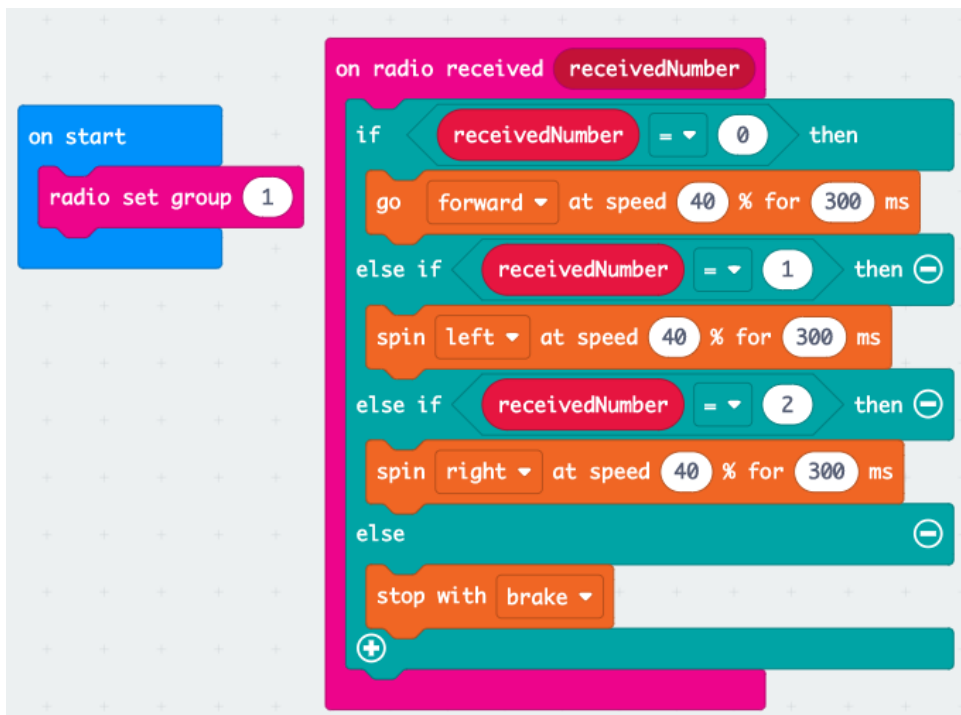 on start
radio set group 1
on radio received receivedNumber
if receivedNumber = 0 then
go forward at speed 40 % for 300 ms
else if receivedNumber = 1 then
spin left at speed 40 % for 300 ms
else if receivedNumber = 2 then
spin right at speed 40 % for 300 ms
else
stop with brake